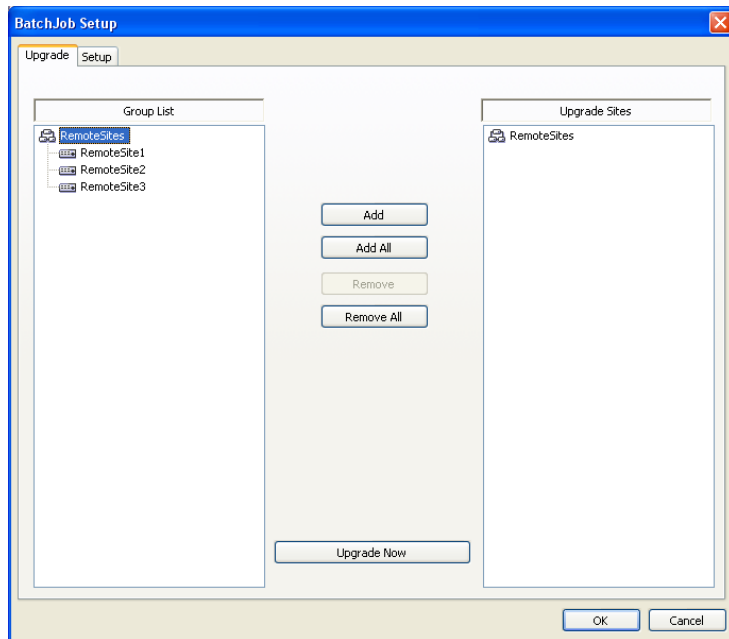 BatchJob Setup
Upgrade Setup
Group List
Upgrade Sites
RemoteSites
RemoteSite1
RemoteSite2
RemoteSite3
RemoteSites
Add
Add All
Remove
Remove All
Upgrade Now
OK Cancel